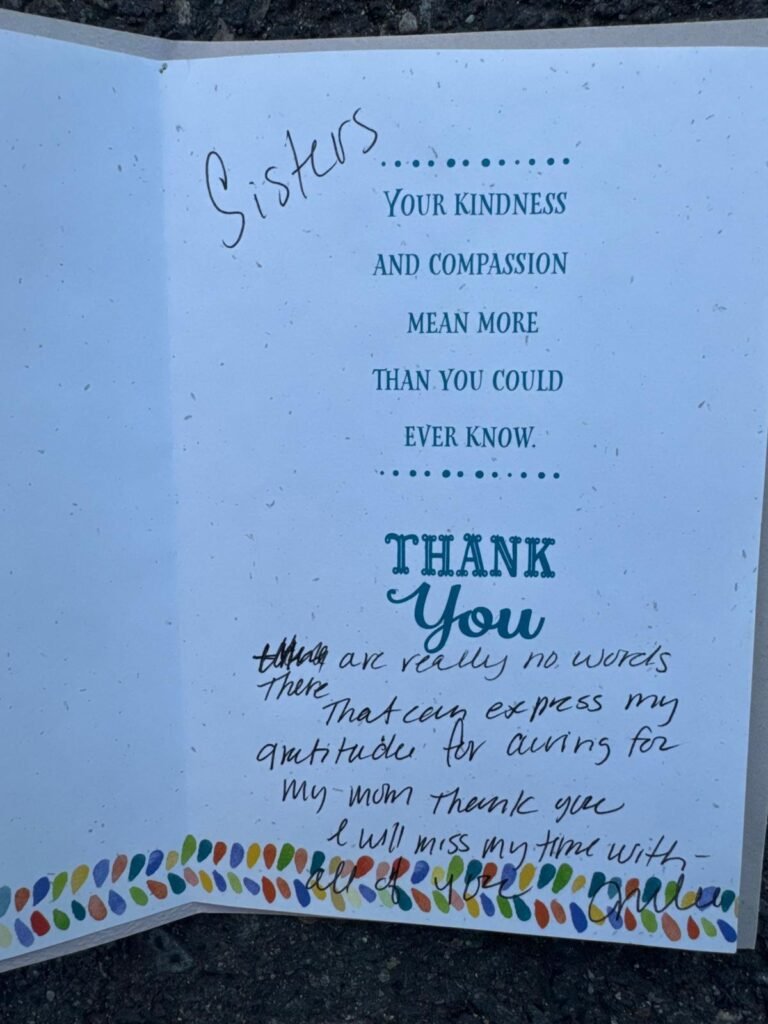 Sisters
YOUR KINDNESS
AND COMPASSION
MEAN MORE
THAN YOU COULD
EVER KNOW.
THANK
You
are really no words
There
That can express my
gratitude for caring for
my mom Thank you
I will miss my time with
all of you